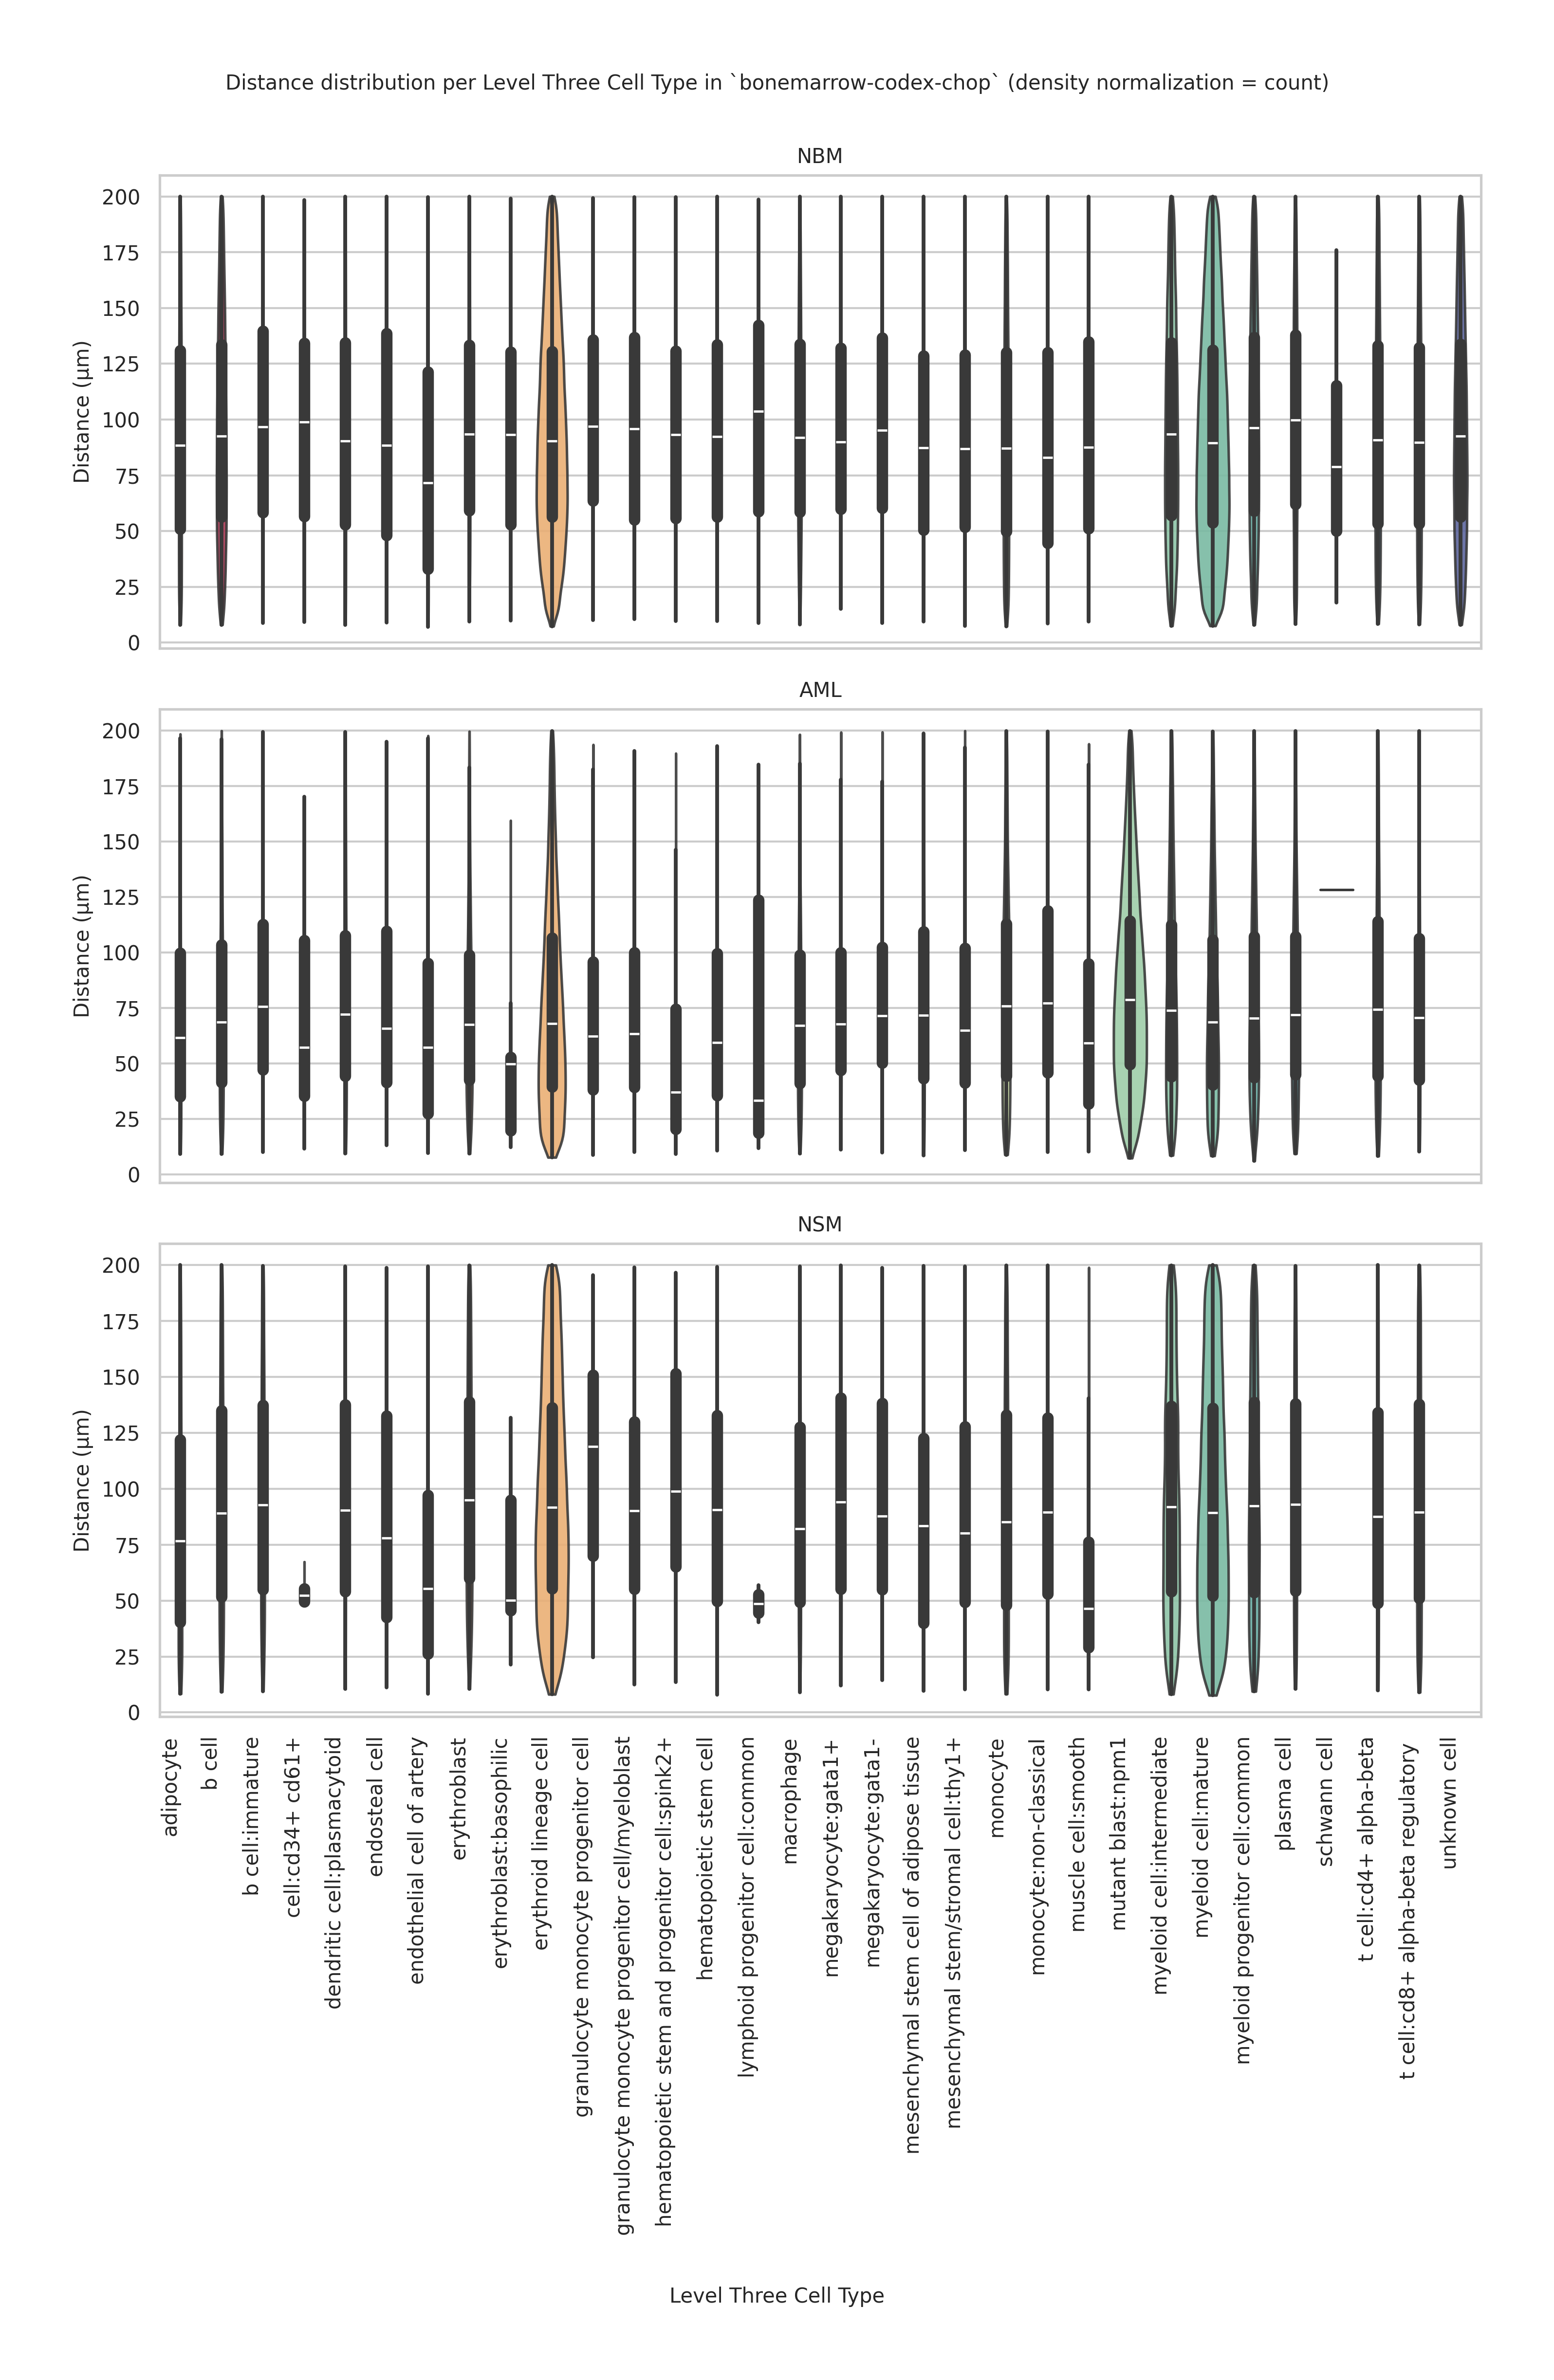 Distance distribution per Level Three Cell Type in `bonemarrow-codex-chop` (density normalization = count)
NBM
200
175
150
125
100
75
50
25
0
Distance (μm)
AML
200
175
150
125
100
75
50
25
0
Distance (μm)
NSM
200
175
150
125
100
75
50
25
0
Distance (μm)
adipocyte
b cell
b cell:immature
cell:cd34+ cd61+
dendritic cell:plasmacytoid
endosteal cell
endothelial cell of artery
erythroblast
erythroblast:basophilic
erythroid lineage cell
granulocyte monocyte progenitor cell
granulocyte monocyte progenitor cell/myeloblast
hematopoietic stem and progenitor cell:spink2+
hematopoietic stem cell
lymphoid progenitor cell:common
macrophage
megakaryocyte:gata1+
megakaryocyte:gata1-
mesenchymal stem cell of adipose tissue
mesenchymal stem/stromal cell:thy1+
monocyte
monocyte:non-classical
muscle cell:smooth
mutant blast:npm1
myeloid cell:intermediate
myeloid cell:mature
myeloid progenitor cell:common
plasma cell
schwann cell
t cell:cd4+ alpha-beta
t cell:cd8+ alpha-beta regulatory
unknown cell
Level Three Cell Type